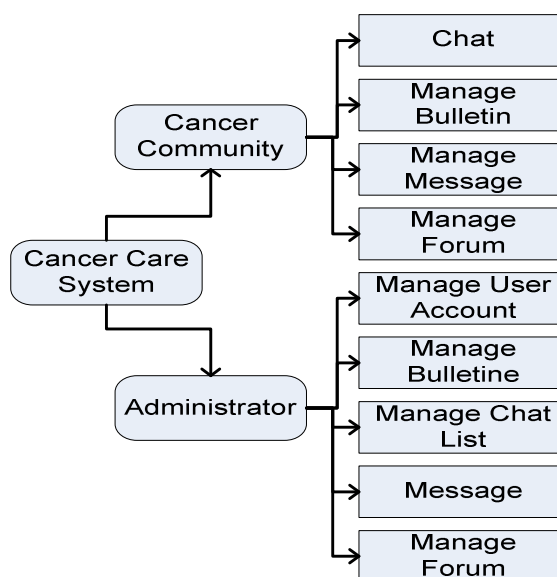 Chat
Manage
Bulletin
Manage
Message
Manage
Forum
Cancer
Community
Cancer Care
System
Administrator
Manage User
Account
Manage
Bulletine
Manage Chat
List
Message
Manage
Forum